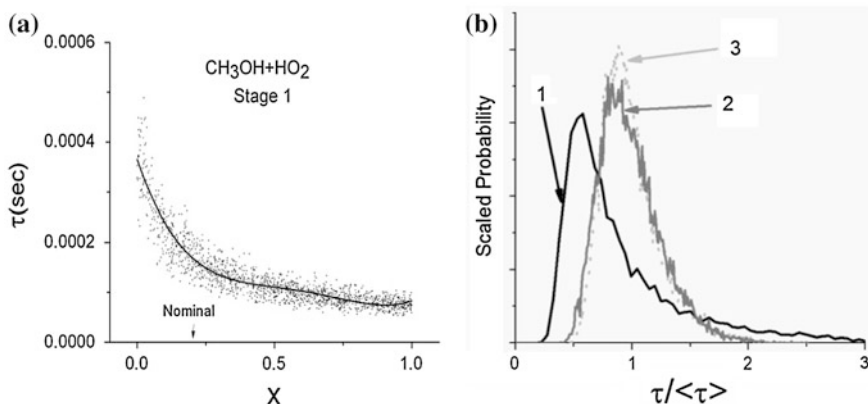 (a)
0.0006
0.0004
0.0002
0.0000
τ(sec)
CH3OH+HO2
Stage 1
Nominal
0.0
0.5
1.0
X
(b)
Scaled Probability
1
3
2
0
1
2
3
τ/<τ>